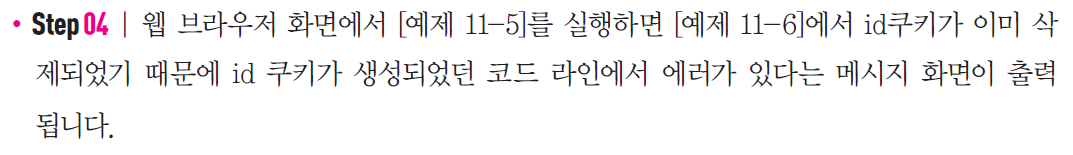 • Step 04 | 웹 브라우저 화면에서 [예제 11-5]를 실행하면 [예제 11-6]에서 id쿠키가 이미 삭
제되었기 때문에 id 쿠키가 생성되었던 코드 라인에서 에러가 있다는 메시지 화면이 출력
됩니다.